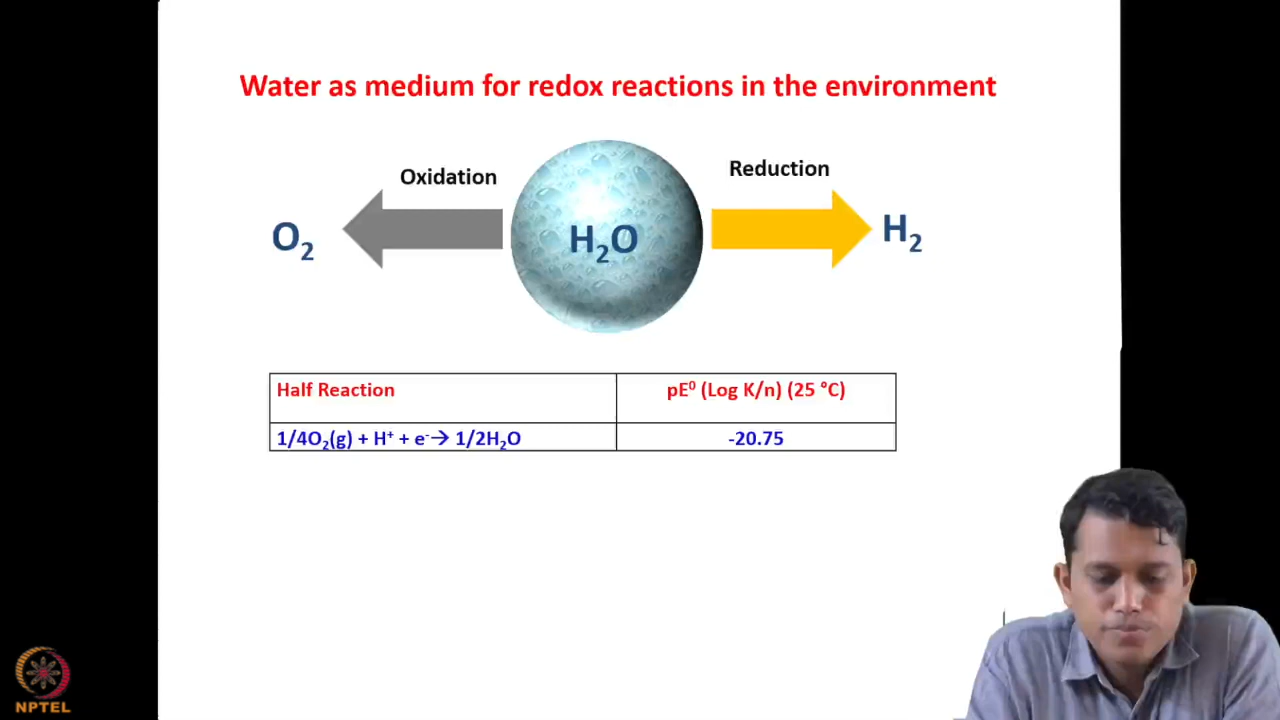 Water as medium for redox reactions in the environment
Oxidation
Reduction
O₂
H₂O
H₂
Half Reaction
pE⁰ (Log K/n) (25 °C)
1/4O₂(g) + H⁺ + e⁻→ 1/2H₂O
-20.75
NPTEL